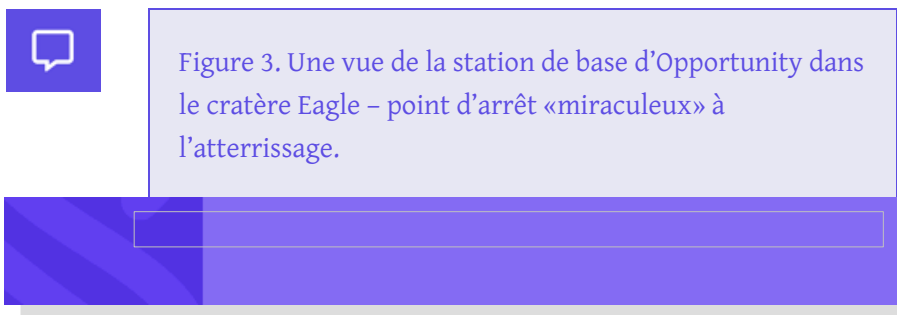 Figure 3. Une vue de la station de base d’Opportunity dans
le cratère Eagle – point d’arrêt «miraculeux» à
l’atterrissage.